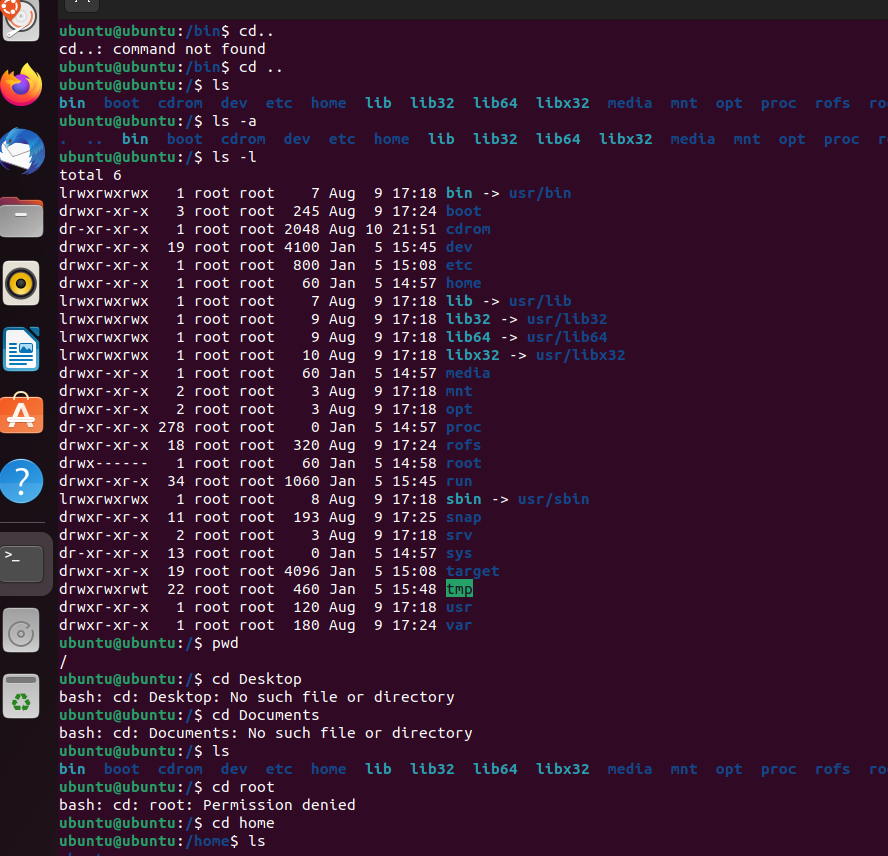 ubuntu@ubuntu:/bin$ cd..
cd..: command not found
ubuntu@ubuntu:/bin$ cd ..
ubuntu@ubuntu:/$ ls
bin  boot  cdrom  dev  etc  home  lib  lib32  lib64  libx32  media  mnt  opt  proc  rofs
ubuntu@ubuntu:/$ ls -a
.  ..  bin  boot  cdrom  dev  etc  home  lib  lib32  lib64  libx32  media  mnt  opt  proc
ubuntu@ubuntu:/$ ls -l
total 6
lrwxrwxrwx   1 root root    7 Aug  9 17:18 bin -> usr/bin
drwxr-xr-x   3 root root  245 Aug  9 17:24 boot
dr-xr-xr-x   1 root root 2048 Aug 10 21:51 cdrom
drwxr-xr-x  19 root root 4100 Jan  5 15:45 dev
drwxr-xr-x   1 root root  800 Jan  5 15:08 etc
drwxr-xr-x   1 root root   60 Jan  5 14:57 home
lrwxrwxrwx   1 root root    7 Aug  9 17:18 lib -> usr/lib
lrwxrwxrwx   1 root root    9 Aug  9 17:18 lib32 -> usr/lib32
lrwxrwxrwx   1 root root    9 Aug  9 17:18 lib64 -> usr/lib64
lrwxrwxrwx   1 root root   10 Aug  9 17:18 libx32 -> usr/libx32
drwxr-xr-x   1 root root   60 Jan  5 14:57 media
drwxr-xr-x   2 root root    3 Aug  9 17:18 mnt
drwxr-xr-x   2 root root    3 Aug  9 17:18 opt
dr-xr-xr-x 278 root root    0 Jan  5 14:57 proc
drwxr-xr-x  18 root root  320 Aug  9 17:24 rofs
drwx------   1 root root   60 Jan  5 14:58 root
drwxr-xr-x  34 root root 1060 Jan  5 15:45 run
lrwxrwxrwx   1 root root    8 Aug  9 17:18 sbin -> usr/sbin
drwxr-xr-x  11 root root  193 Aug  9 17:25 snap
drwxr-xr-x   2 root root    3 Aug  9 17:18 srv
dr-xr-xr-x  13 root root    0 Jan  5 14:57 sys
drwxr-xr-x  19 root root 4096 Jan  5 15:08 target
drwxrwxrwt  22 root root  460 Jan  5 15:48 tmp
drwxr-xr-x   1 root root  120 Aug  9 17:18 usr
drwxr-xr-x   1 root root  180 Aug  9 17:24 var
ubuntu@ubuntu:/$ pwd
/
ubuntu@ubuntu:/$ cd Desktop
bash: cd: Desktop: No such file or directory
ubuntu@ubuntu:/$ cd Documents
bash: cd: Documents: No such file or directory
ubuntu@ubuntu:/$ ls
bin  boot  cdrom  dev  etc  home  lib  lib32  lib64  libx32  media  mnt  opt  proc  rofs
ubuntu@ubuntu:/$ cd root
bash: cd: root: Permission denied
ubuntu@ubuntu:/$ cd home
ubuntu@ubuntu:/home$ ls